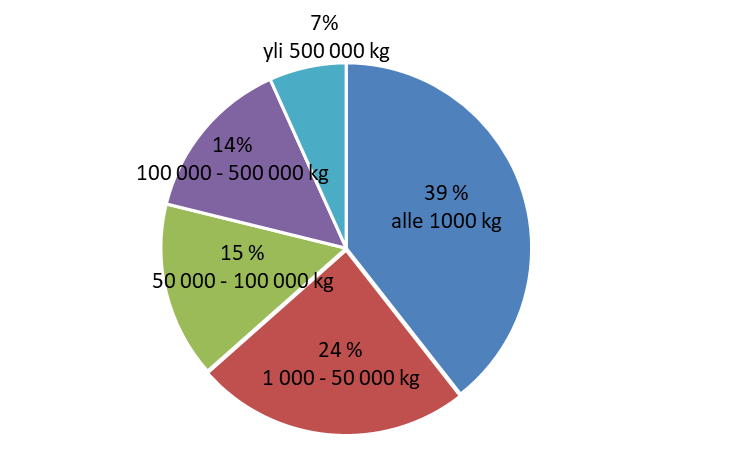 7%
yli 500 000 kg
14%
100 000 - 500 000 kg
39 %
alle 1000 kg
15 %
50 000 - 100 000 kg
24 %
1 000 - 50 000 kg